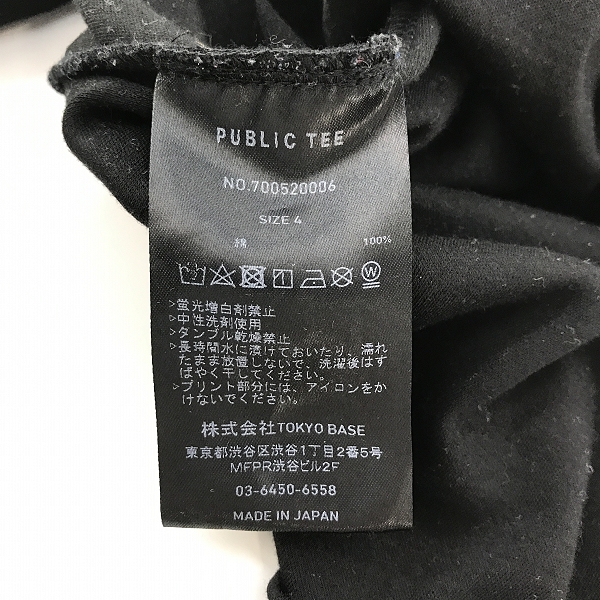 PUBLIC TEE
NO.700520006
SIZE 4
綿 100%
W
>蛍光増白剤禁止
>中性洗剤使用
>タンブル乾燥禁止
>長時間水に漬けておいたり、濡れ
たまま放置しないで、洗濯後はす
ばやく干してください。
>プリント部分には、アイロンをか
けないでください。
株式会社TOKYO BASE
東京都渋谷区渋谷1丁目2番5号
MFPR渋谷ビル2F
03-6450-6558
MADE IN JAPAN